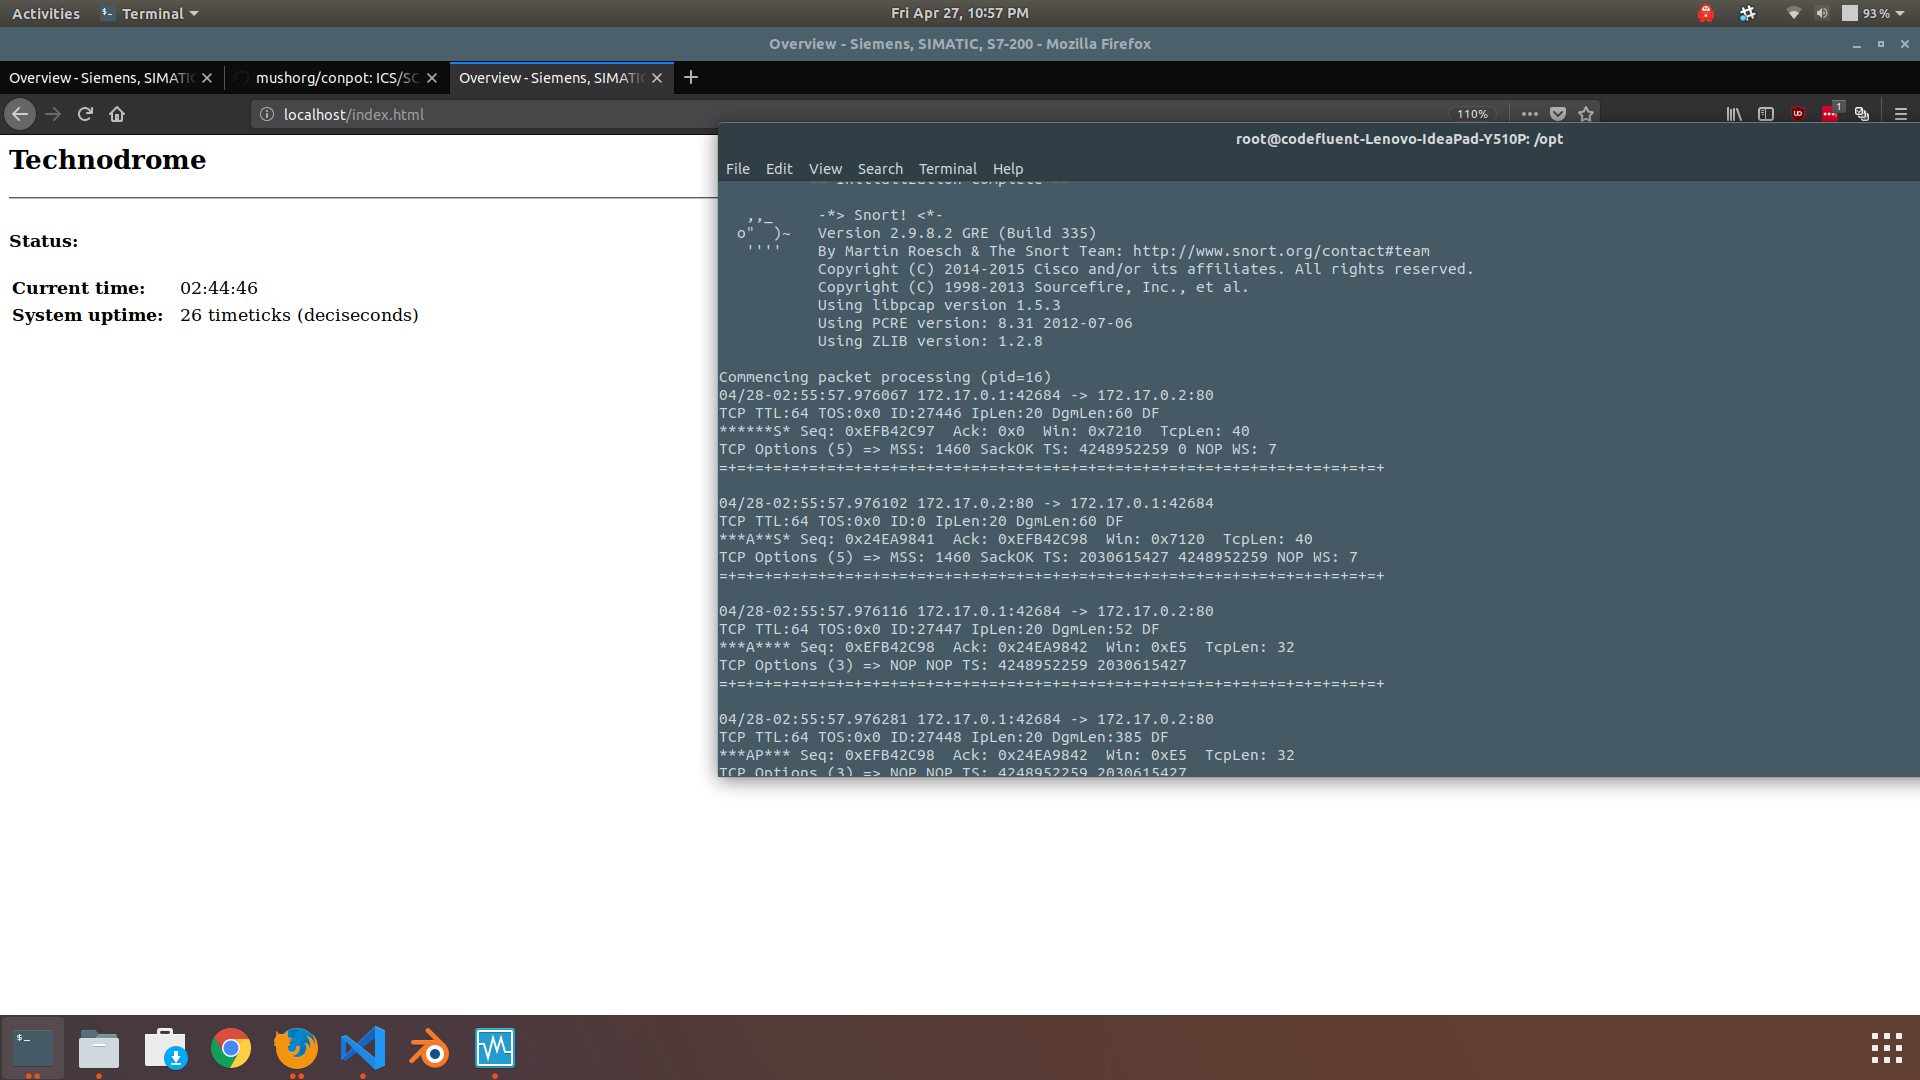 Activities Terminal Fri Apr 27, 10:57 PM 93 %
Overview - Siemens, SIMATIC, S7-200 - Mozilla Firefox
Overview - Siemens, SIMATIC mushorg/conpot: ICS/SC Overview - Siemens, SIMATIC
localhost/index.html 110% 1
Technodrome
Status:
Current time: 02:44:46
System uptime: 26 timeticks (deciseconds)
root@codefluent-Lenovo-IdeaPad-Y510P: /opt
File Edit View Search Terminal Help
--== Initialization Complete ==--
,,_ -*> Snort! <*-
o"  )~ Version 2.9.8.2 GRE (Build 335)
'''' By Martin Roesch & The Snort Team: http://www.snort.org/contact#team
Copyright (C) 2014-2015 Cisco and/or its affiliates. All rights reserved.
Copyright (C) 1998-2013 Sourcefire, Inc., et al.
Using libpcap version 1.5.3
Using PCRE version: 8.31 2012-07-06
Using ZLIB version: 1.2.8
Commencing packet processing (pid=16)
04/28-02:55:57.976067 172.17.0.1:42684 -> 172.17.0.2:80
TCP TTL:64 TOS:0x0 ID:27446 IpLen:20 DgmLen:60 DF
******S* Seq: 0xEFB42C97  Ack: 0x0  Win: 0x7210  TcpLen: 40
TCP Options (5) => MSS: 1460 SackOK TS: 4248952259 0 NOP WS: 7
=+=+=+=+=+=+=+=+=+=+=+=+=+=+=+=+=+=+=+=+=+=+=+=+=+=+=+=+=+=+=+=+=+=+=+=+=+
04/28-02:55:57.976102 172.17.0.2:80 -> 172.17.0.1:42684
TCP TTL:64 TOS:0x0 ID:0 IpLen:20 DgmLen:60 DF
***A**S* Seq: 0x24EA9841  Ack: 0xEFB42C98  Win: 0x7120  TcpLen: 40
TCP Options (5) => MSS: 1460 SackOK TS: 2030615427 4248952259 NOP WS: 7
=+=+=+=+=+=+=+=+=+=+=+=+=+=+=+=+=+=+=+=+=+=+=+=+=+=+=+=+=+=+=+=+=+=+=+=+=+
04/28-02:55:57.976116 172.17.0.1:42684 -> 172.17.0.2:80
TCP TTL:64 TOS:0x0 ID:27447 IpLen:20 DgmLen:52 DF
***A**** Seq: 0xEFB42C98  Ack: 0x24EA9842  Win: 0xE5  TcpLen: 32
TCP Options (3) => NOP NOP TS: 4248952259 2030615427
=+=+=+=+=+=+=+=+=+=+=+=+=+=+=+=+=+=+=+=+=+=+=+=+=+=+=+=+=+=+=+=+=+=+=+=+=+
04/28-02:55:57.976281 172.17.0.1:42684 -> 172.17.0.2:80
TCP TTL:64 TOS:0x0 ID:27448 IpLen:20 DgmLen:385 DF
***AP*** Seq: 0xEFB42C98  Ack: 0x24EA9842  Win: 0xE5  TcpLen: 32
TCP Options (3) => NOP NOP TS: 4248952259 2030615427